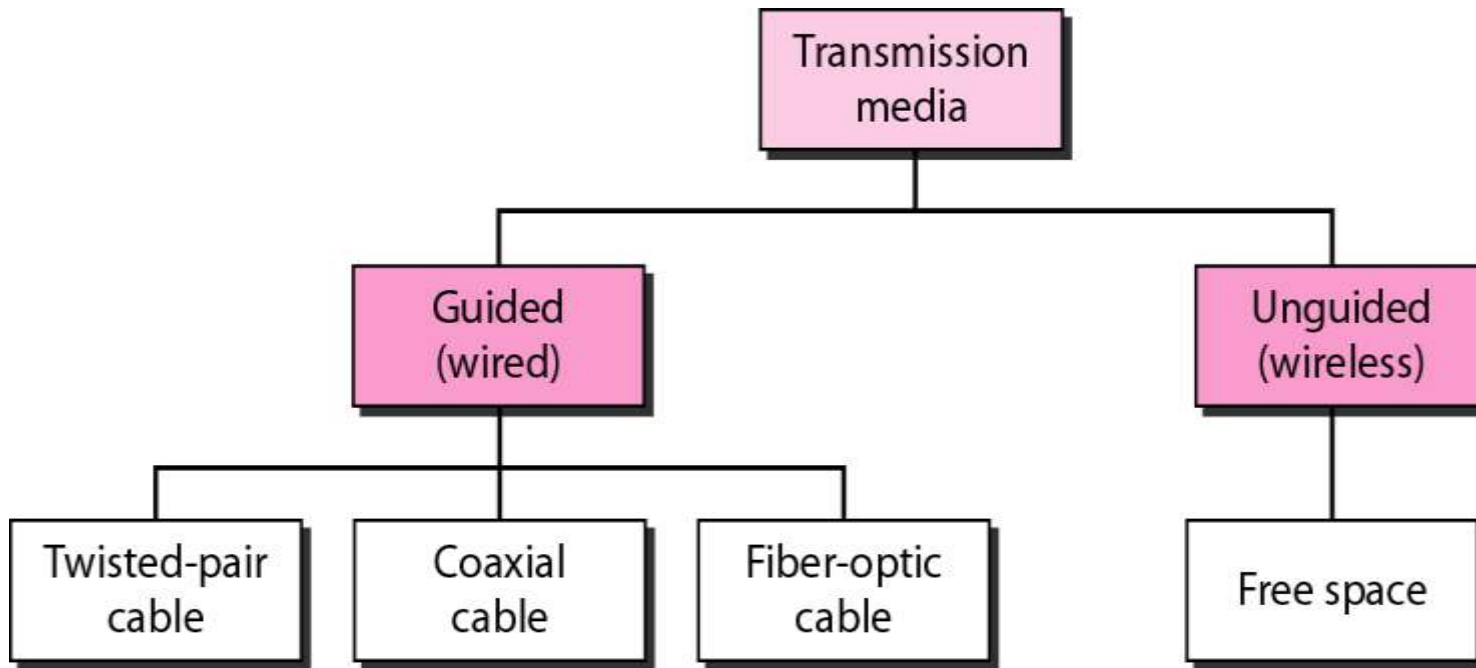 Transmission
media
Guided
(wired)
Unguided
(wireless)
Twisted-pair
cable
Coaxial
cable
Fiber-optic
cable
Free space